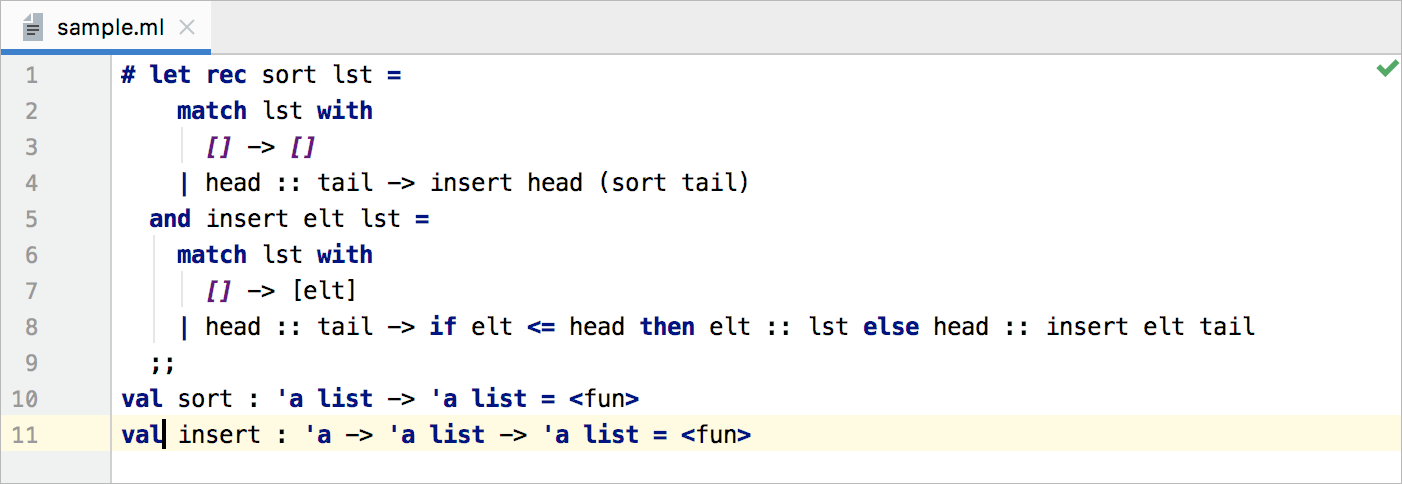 sample.ml
1 # let rec sort lst =
2 match lst with
3 [] -> []
4 | head :: tail -> insert head (sort tail)
5 and insert elt lst =
6 match lst with
7 [] -> [elt]
8 | head :: tail -> if elt <= head then elt :: lst else head :: insert elt tail
9 ;;
10 val sort : 'a list -> 'a list = <fun>
11 val insert : 'a -> 'a list -> 'a list = <fun>